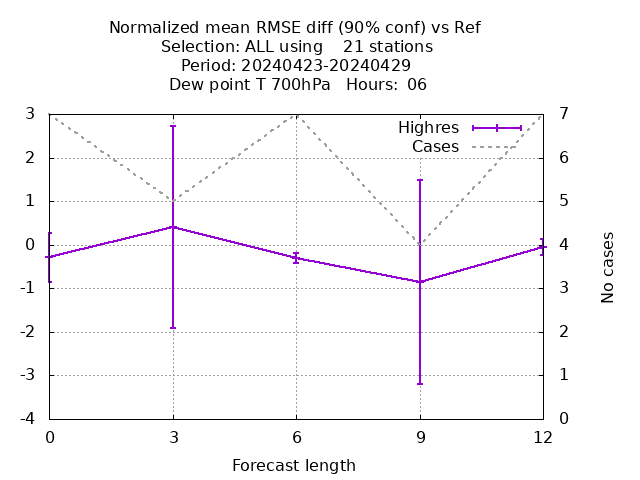 Normalized mean RMSE diff (90% conf) vs Ref
Selection: ALL using    21 stations
Period: 20240423-20240429
Dew point T 700hPa   Hours:  06
Highres
Cases
3
2
1
0
-1
-2
-3
-4
7
6
5
4
3
2
1
0
No cases
0 3 6 9 12
Forecast length